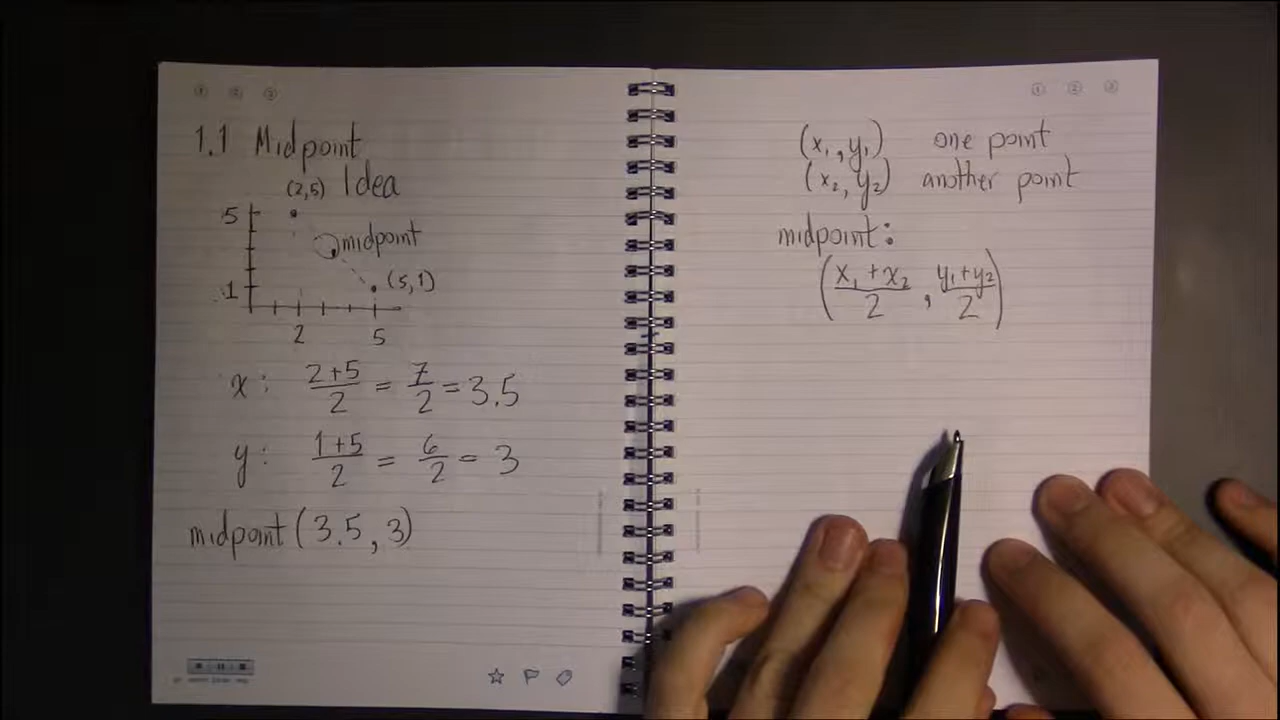 1.1 Midpoint
Idea
(2,5)
5
midpoint
(5,1)
1
2 5
x: 2+5/2 = 7/2 = 3.5
y: 1+5/2 = 6/2 = 3
midpoint (3.5, 3)
(x₁, y₁) one point
(x₂, y₂) another point
midpoint:
(x₁+x₂/2, y₁+y₂/2)